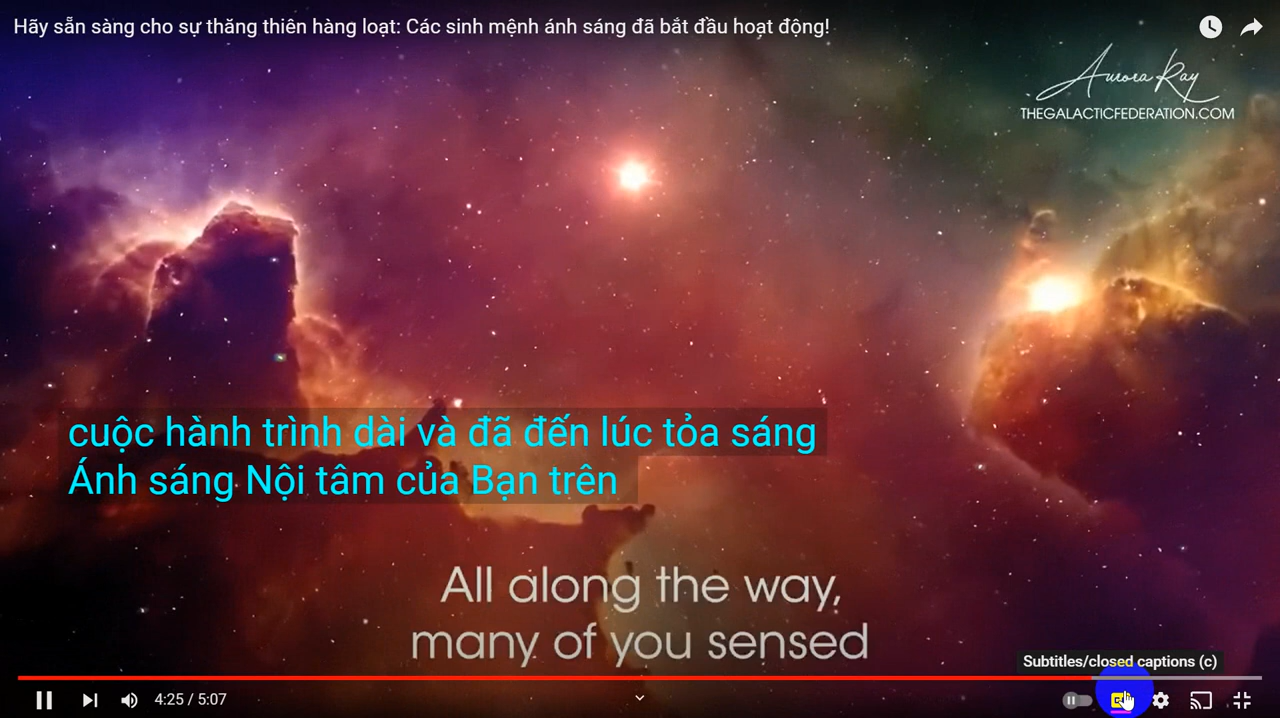 Hãy sẵn sàng cho sự thăng thiên hàng loạt: Các sinh mệnh ánh sáng đã bắt đầu hoạt động!
Aurora Ray
THEGALACTICFEDERATION.COM
cuộc hành trình dài và đã đến lúc tỏa sáng
Ánh sáng Nội tâm của Bạn trên
All along the way,
many of you sensed
Subtitles/closed captions (c)
4:25 / 5:07